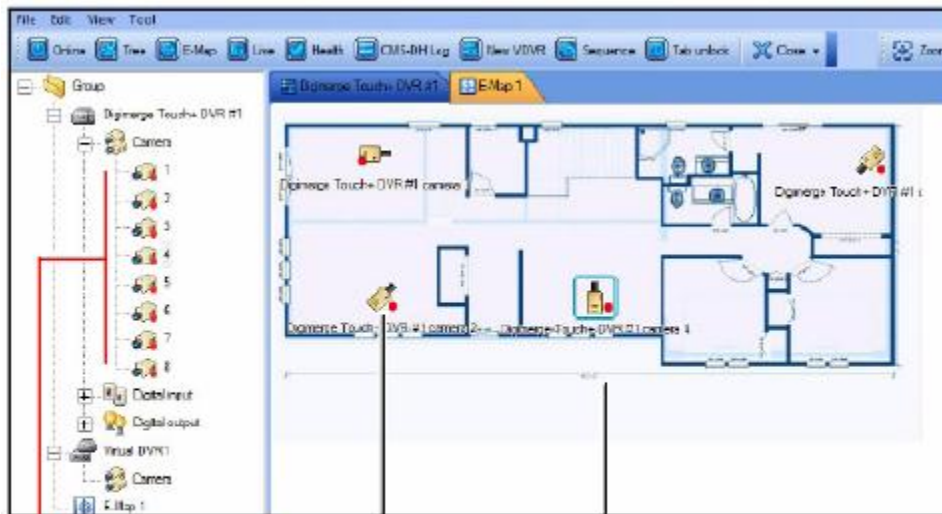 File Edit View Tool
Online Tree E-Map Live Health CMS-DH Log New VDVR Sequence Tab unlock Close Zoom
Group
Digimerge Touch+ DVR #1 E-Map 1
Digimerge Touch+ DVR #1
Camera
1
2
3
4
5
6
7
8
Digimerge Touch+ DVR #1 camera
Digimerge Touch+ DVR #1 c
Digimerge Touch+ DVR #1 camera 2
Digimerge Touch+ DVR #1 camera
Digital input
Digital output
Virtual DVR1
Camera
E-Map 1